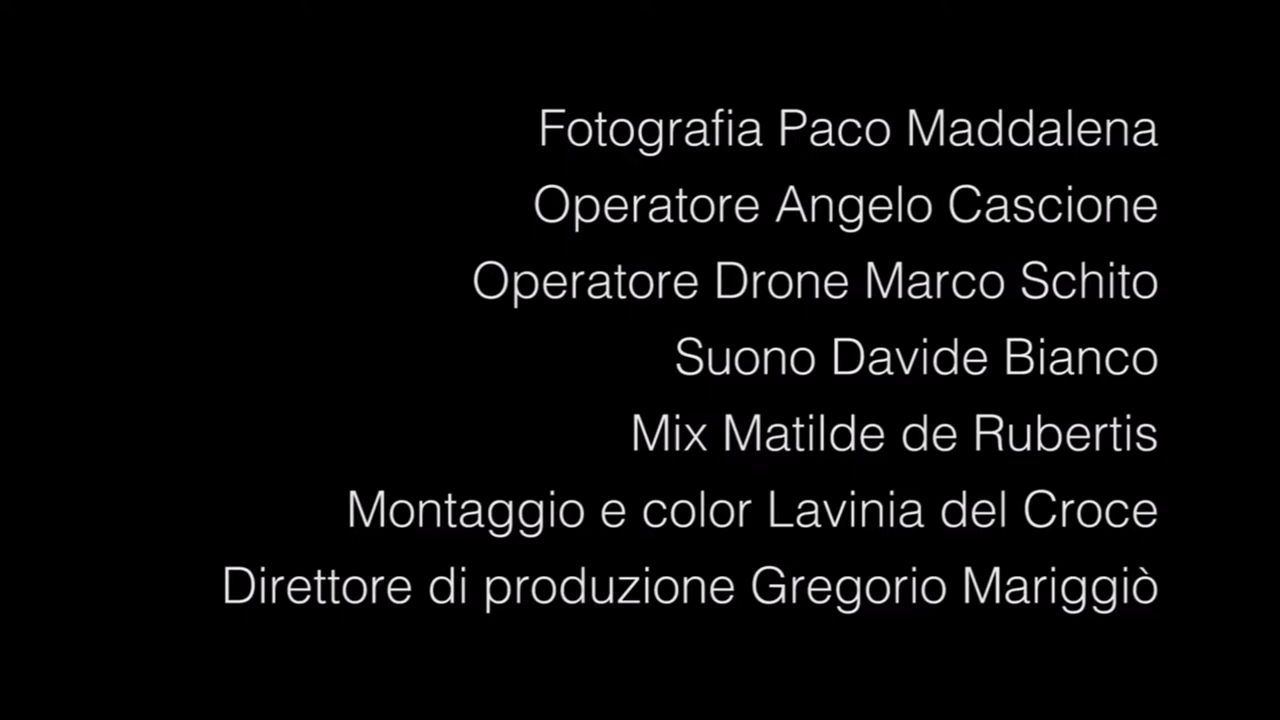 Fotografia Paco Maddalena
Operatore Angelo Cascione
Operatore Drone Marco Schito
Suono Davide Bianco
Mix Matilde de Rubertis
Montaggio e color Lavinia del Croce
Direttore di produzione Gregorio Mariggiò